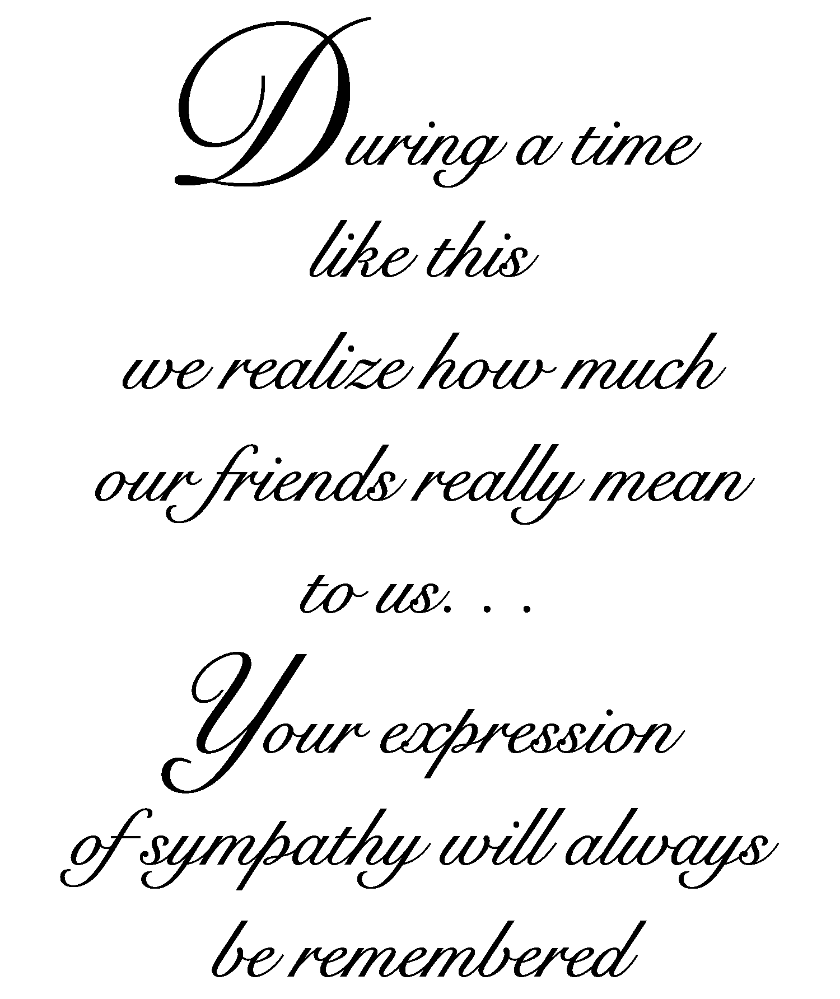 During a time
like this
we realize how much
our friends really mean
to us. . .
Your expression
of sympathy will always
be remembered